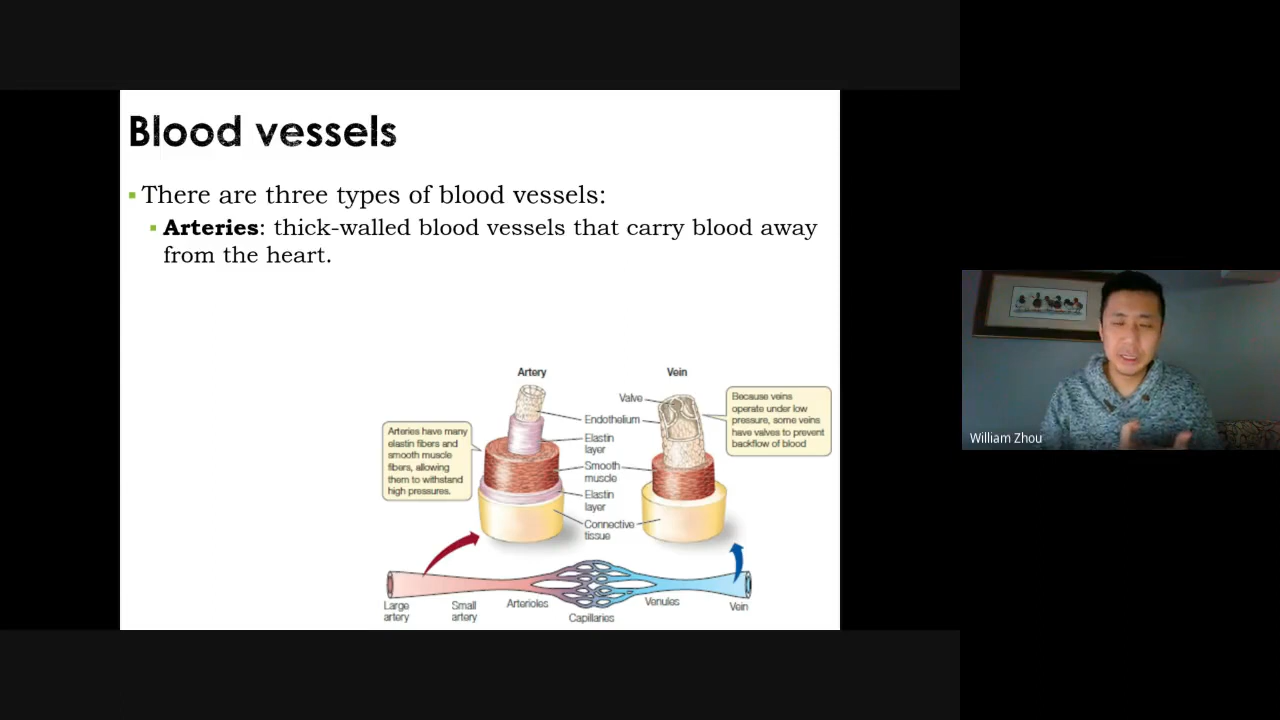 Blood vessels
There are three types of blood vessels:
Arteries: thick-walled blood vessels that carry blood away
from the heart.
Artery
Vein
Valve
Endothelium
Elastin
layer
Smooth
muscle
Elastin
layer
Connective
tissue
Arteries have many
elastin fibers and
smooth muscle
fibers, allowing
them to withstand
high pressures.
Because veins
operate under low
pressure, some veins
have valves to prevent
backflow of blood
Large
artery
Small
artery
Arterioles
Capillaries
Venules
Vein
William Zhou